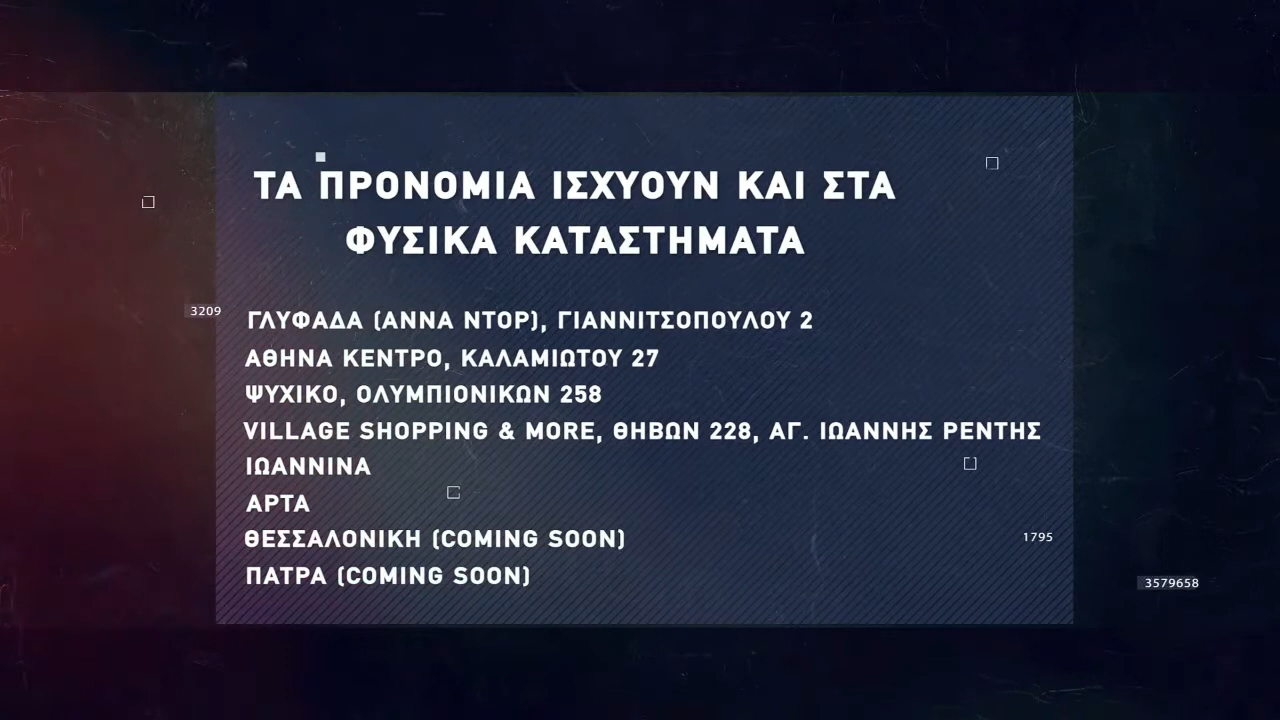 ΤΑ ΠΡΟΝΟΜΙΑ ΙΣΧΥΟΥΝ ΚΑΙ ΣΤΑ
ΦΥΣΙΚΑ ΚΑΤΑΣΤΗΜΑΤΑ
3209
ΓΛΥΦΑΔΑ (ΑΝΝΑ ΝΤΟΡ), ΓΙΑΝΝΙΤΣΟΠΟΥΛΟΥ 2
ΑΘΗΝΑ ΚΕΝΤΡΟ, ΚΑΛΑΜΙΩΤΟΥ 27
ΨΥΧΙΚΟ, ΟΛΥΜΠΙΟΝΙΚΩΝ 258
VILLAGE SHOPPING & MORE, ΘΗΒΩΝ 228, ΑΓ. ΙΩΑΝΝΗΣ ΡΕΝΤΗΣ
ΙΩΑΝΝΙΝΑ
ΑΡΤΑ
ΘΕΣΣΑΛΟΝΙΚΗ (COMING SOON)
1795
ΠΑΤΡΑ (COMING SOON)
3579658